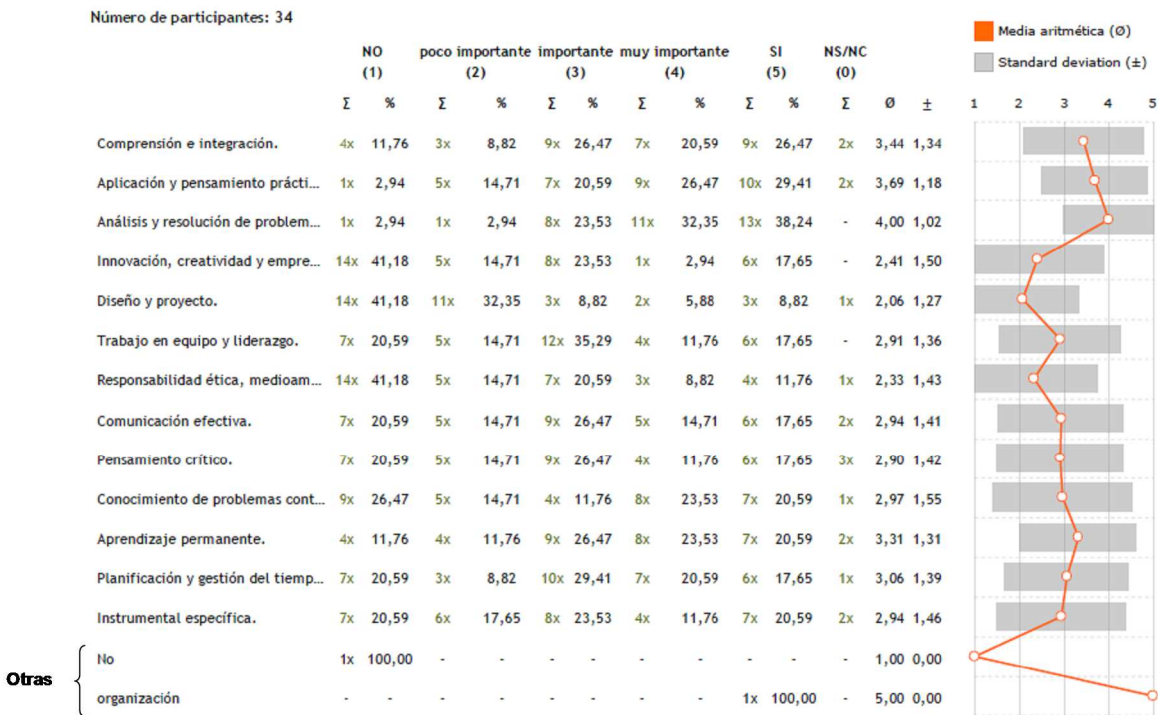 Número de participantes: 34
Media aritmética (Ø)
Standard deviation (±)
NO poco importante importante muy importante SI NS/NC
(1) (2) (3) (4) (5) (0)
Σ % Σ % Σ % Σ % Σ % Σ Ø ± 1 2 3 4 5
Comprensión e integración. 4x 11,76 3x 8,82 9x 26,47 7x 20,59 9x 26,47 2x 3,44 1,34
Aplicación y pensamiento prácti... 1x 2,94 5x 14,71 7x 20,59 9x 26,47 10x 29,41 2x 3,69 1,18
Análisis y resolución de problem... 1x 2,94 1x 2,94 8x 23,53 11x 32,35 13x 38,24 - 4,00 1,02
Innovación, creatividad y empre... 14x 41,18 5x 14,71 8x 23,53 1x 2,94 6x 17,65 - 2,41 1,50
Diseño y proyecto. 14x 41,18 11x 32,35 3x 8,82 2x 5,88 3x 8,82 1x 2,06 1,27
Trabajo en equipo y liderazgo. 7x 20,59 5x 14,71 12x 35,29 4x 11,76 6x 17,65 - 2,91 1,36
Responsabilidad ética, medioam... 14x 41,18 5x 14,71 7x 20,59 3x 8,82 4x 11,76 1x 2,33 1,43
Comunicación efectiva. 7x 20,59 5x 14,71 9x 26,47 5x 14,71 6x 17,65 2x 2,94 1,41
Pensamiento crítico. 7x 20,59 5x 14,71 9x 26,47 4x 11,76 6x 17,65 3x 2,90 1,42
Conocimiento de problemas cont... 9x 26,47 5x 14,71 4x 11,76 8x 23,53 7x 20,59 1x 2,97 1,55
Aprendizaje permanente. 4x 11,76 4x 11,76 9x 26,47 8x 23,53 7x 20,59 2x 3,31 1,31
Planificación y gestión del tiemp... 7x 20,59 3x 8,82 10x 29,41 7x 20,59 6x 17,65 1x 3,06 1,39
Instrumental específica. 7x 20,59 6x 17,65 8x 23,53 4x 11,76 7x 20,59 2x 2,94 1,46
No 1x 100,00 - - - - - - - - - 1,00 0,00
Otras
organización - - - - - - - - 1x 100,00 - 5,00 0,00